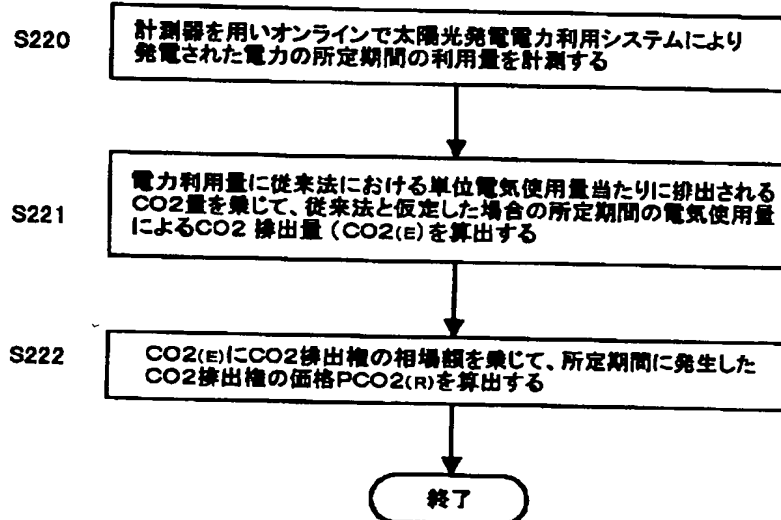 S220
計測器を用いオンラインで太陽光発電電力利用システムにより
発電された電力の所定期間の利用量を計測する
S221
電力利用量に従来法における単位電気使用量当たりに排出される
CO2量を乗じて、従来法と仮定した場合の所定期間の電気使用量
によるCO2 排出量（CO2(E)を算出する
S222
CO2(E)にCO2排出権の相場額を乗じて、所定期間に発生した
CO2排出権の価格PCO2(R)を算出する
終了